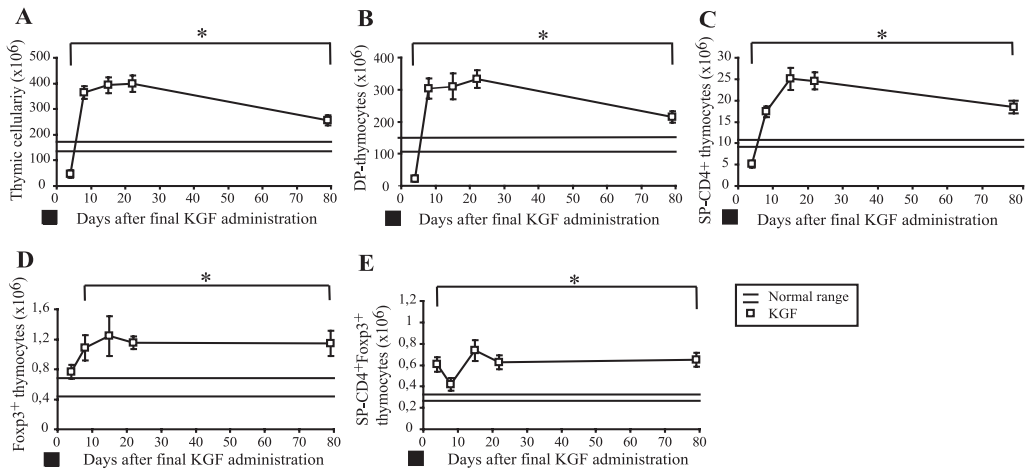 A
*
Thymic cellularly (x10⁶)
500
400
300
200
100
0
0 10 20 30 40 50 60 70 80
Days after final KGF administration
B
*
DP-thymocytes (x10⁶)
400
300
200
100
0
0 10 20 30 40 50 60 70 80
Days after final KGF administration
C
*
SP-CD4+ thymocytes (x10⁶)
30
25
20
15
10
5
0
0 10 20 30 40 50 60 70 80
Days after final KGF administration
D
*
Foxp3⁺ thymocytes (x10⁶)
1,6
1,2
0,8
0,4
0
0 10 20 30 40 50 60 70 80
Days after final KGF administration
E
*
SP-CD4⁺Foxp3⁺
thymocytes (x10⁶)
1,2
1
0,8
0,6
0,4
0,2
0
0 10 20 30 40 50 60 70 80
Days after final KGF administration
Normal range
KGF